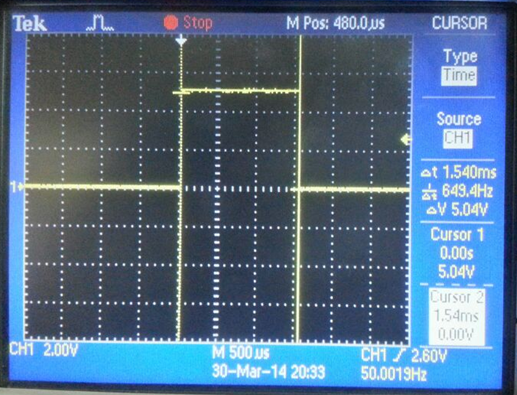 Tek
Stop
M Pos: 480.0µs
CURSOR
Type
Time
Source
CH1
Δt 1.540ms
1/Δt 649.4Hz
ΔV 5.04V
Cursor 1
0.00s
5.04V
Cursor 2
1.54ms
0.00V
1
CH1 2.00V
M 500µs
CH1 2.60V
30-Mar-14 20:33
50.0019Hz